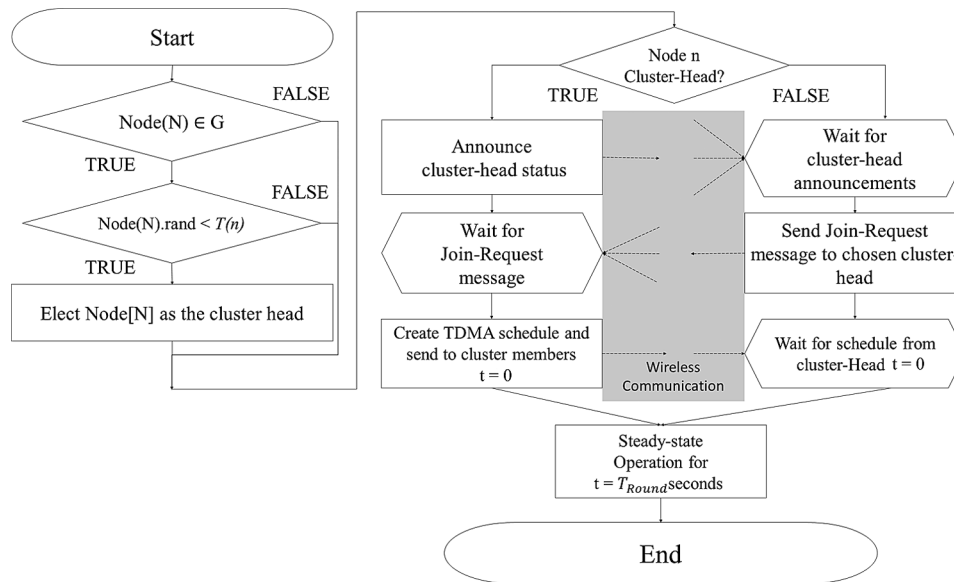 Start
FALSE
Node(N) ∈ G
TRUE
FALSE
Node(N).rand < T(n)
TRUE
Elect Node[N] as the cluster head
Node n
Cluster-Head?
TRUE
FALSE
Announce
cluster-head status
Wait for
cluster-head
announcements
Wait for
Join-Request
message
Send Join-Request
message to chosen cluster-
head
Create TDMA schedule and
send to cluster members
t = 0
Wireless
Communication
Wait for schedule from
cluster-Head t = 0
Steady-state
Operation for
t = T_Round seconds
End